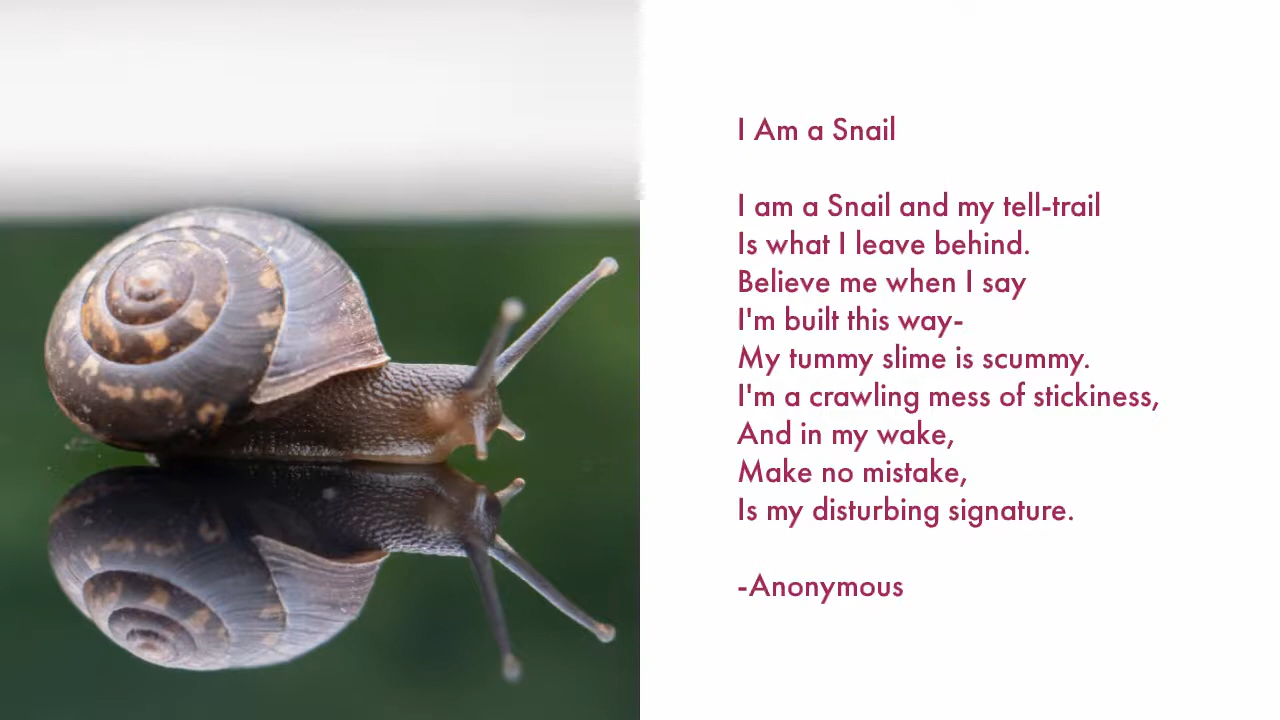 I Am a Snail
I am a Snail and my tell-trail
Is what I leave behind.
Believe me when I say
I'm built this way-
My tummy slime is scummy.
I'm a crawling mess of stickiness,
And in my wake,
Make no mistake,
Is my disturbing signature.
-Anonymous